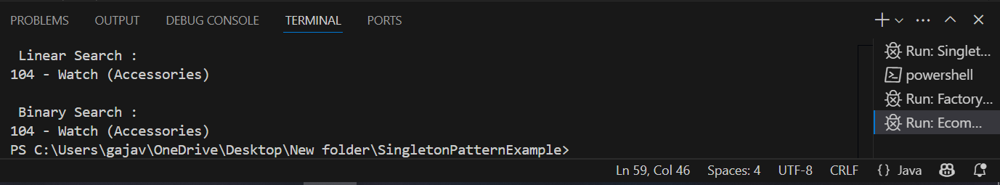 PROBLEMS OUTPUT DEBUG CONSOLE TERMINAL PORTS
Linear Search :
104 - Watch (Accessories)
Binary Search :
104 - Watch (Accessories)
PS C:\Users\gajav\OneDrive\Desktop\New folder\SingletonPatternExample>
Run: Singlet...
powershell
Run: Factory...
Run: Ecom...
Ln 59, Col 46 Spaces: 4 UTF-8 CRLF {} Java